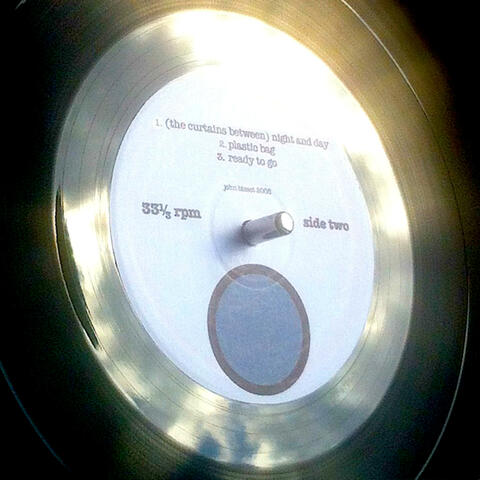 1. (the curtains between) night and day
2. plastic bag
3. ready to go
john bisset 2005
33⅓ rpm
side two